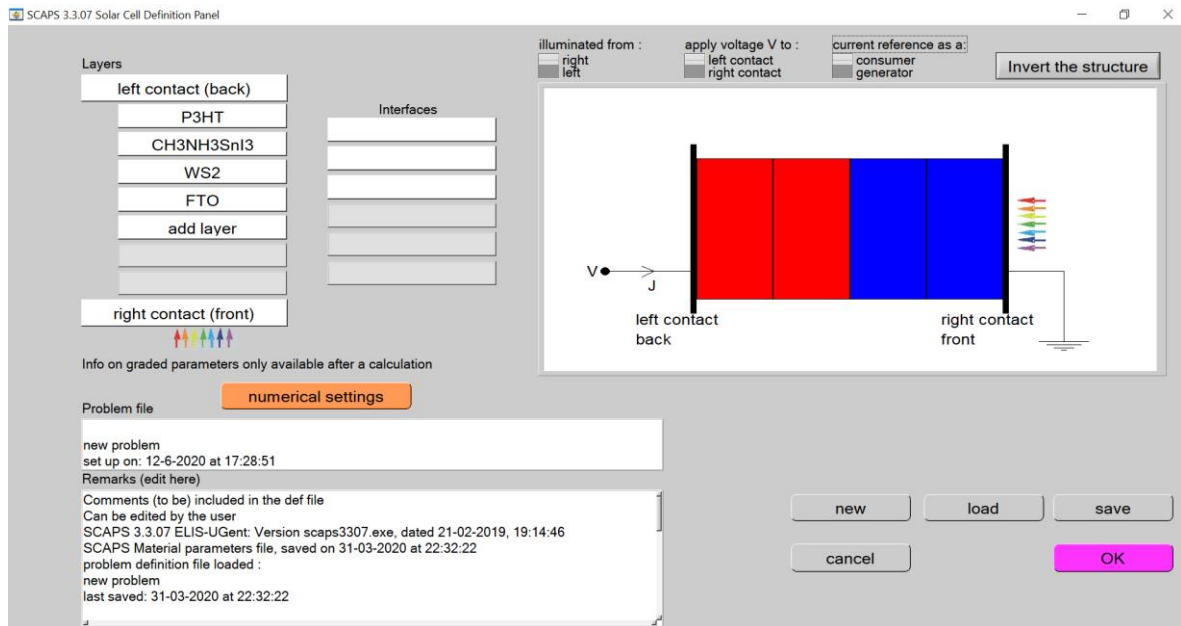 SCAPS 3.3.07 Solar Cell Definition Panel
illuminated from :
right
left
apply voltage V to :
left contact
right contact
current reference as a:
consumer
generator
Invert the structure
Layers
left contact (back)
P3HT
CH3NH3SnI3
WS2
FTO
add layer
right contact (front)
Interfaces
V
J
left contact
back
right contact
front
Info on graded parameters only available after a calculation
numerical settings
Problem file
new problem
set up on: 12-6-2020 at 17:28:51
Remarks (edit here)
Comments (to be) included in the def file
Can be edited by the user
SCAPS 3.3.07 ELIS-UGent: Version scaps3307.exe, dated 21-02-2019, 19:14:46
SCAPS Material parameters file, saved on 31-03-2020 at 22:32:22
problem definition file loaded :
new problem
last saved: 31-03-2020 at 22:32:22
new
load
save
cancel
OK